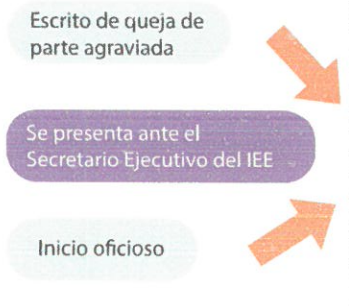 Escrito de queja de
parte agraviada
Se presenta ante el
Secretario Ejecutivo del IEE
Inicio oficioso